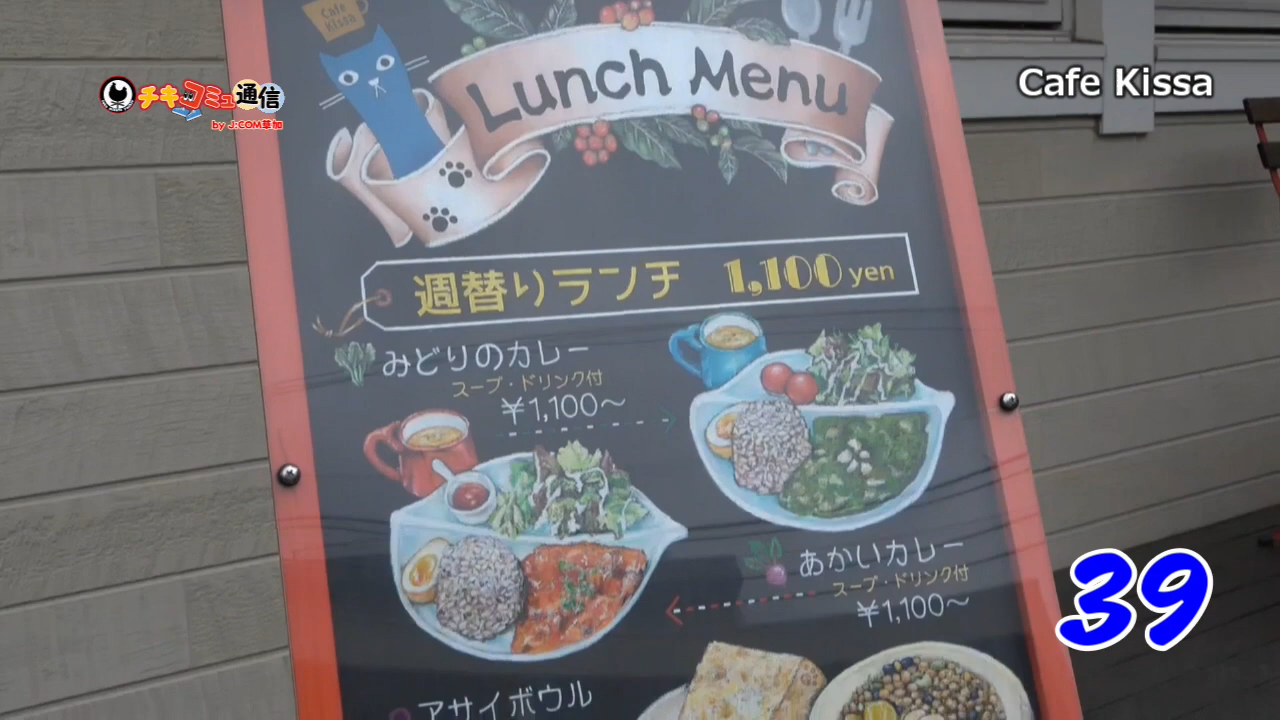 Cafe
Kissa
Lunch Menu
Cafe Kissa
チキコミュ通信
by J:COM草加
週替りランチ 1,100 yen
みどりのカレー
スープ・ドリンク付
¥1,100～
あかいカレー
スープ・ドリンク付
¥1,100～
39
アサイボウル